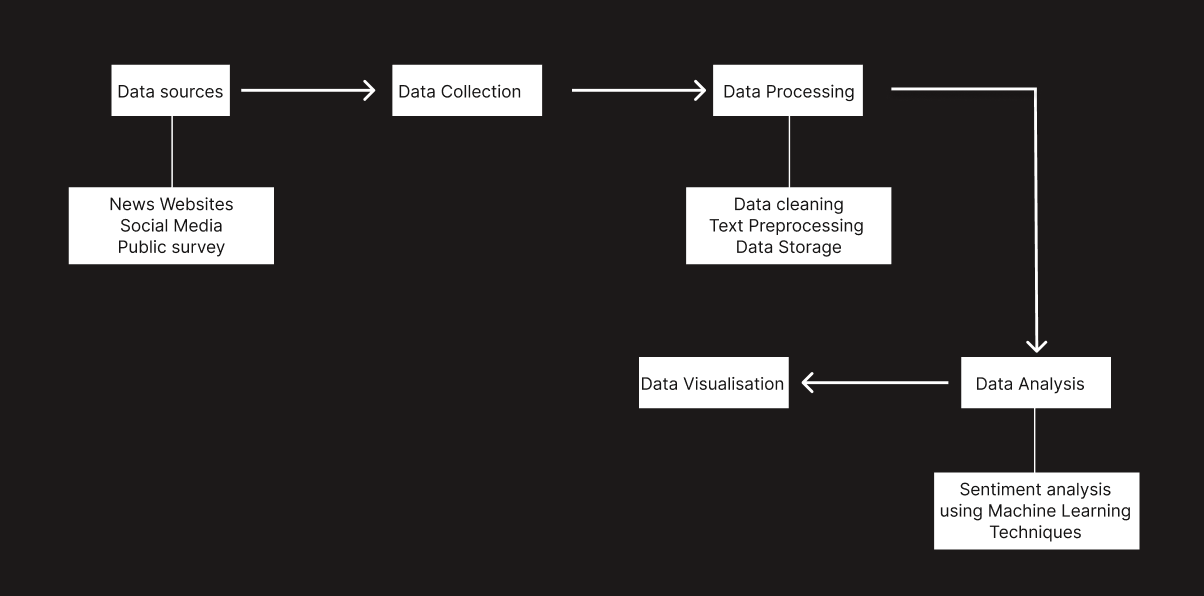 Data sources
Data Collection
Data Processing
News Websites
Social Media
Public survey
Data cleaning
Text Preprocessing
Data Storage
Data Visualisation
Data Analysis
Sentiment analysis
using Machine Learning
Techniques